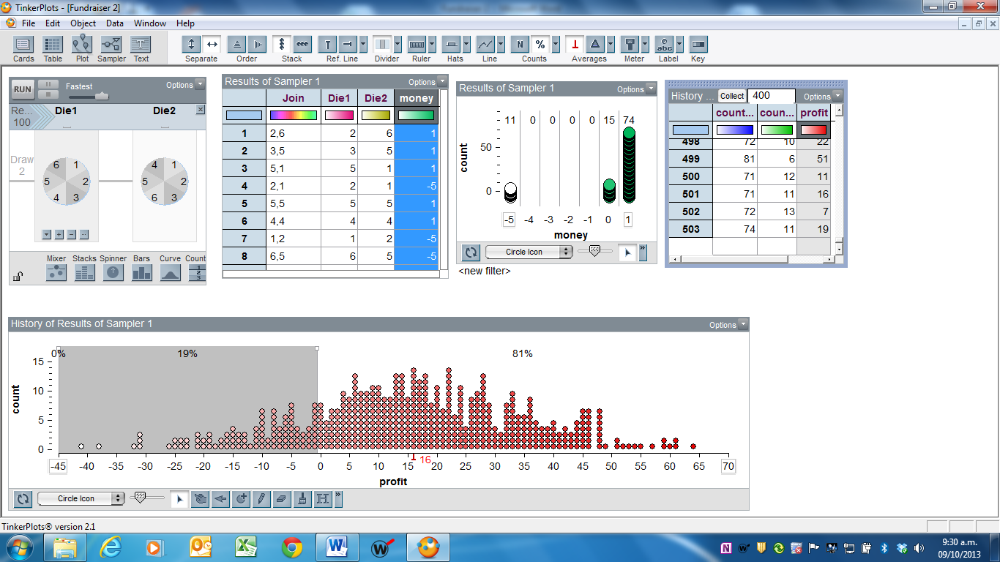 TinkerPlots - [Fundraiser 2]
File Edit Object Data Window Help
Cards Table Plot Sampler Text Separate Order Stack Ref. Line Divider Ruler Hats Line Counts Averages Meter Label Key
RUN Fastest Options
Re... 100 Die1 Die2
Draw 2
6 1 5 2 4 3
4 1 5 2 6 3
Mixer Stacks Spinner Bars Curve Count
Results of Sampler 1 Options
Join Die1 Die2 money
1 2,6 2 6 1
2 3,5 3 5 1
3 5,1 5 1 1
4 2,1 2 1 -5
5 5,5 5 5 1
6 4,4 4 4 1
7 1,2 1 2 -5
8 6,5 6 5 -5
Results of Sampler 1 Options
11 0 0 0 0 15 74
count
50
0
-5 -4 -3 -2 -1 0 1
money
Circle Icon
<new filter>
History ... Collect 400 Options
count... coun... profit
498 72 10 22
499 81 6 51
500 71 12 11
501 71 11 16
502 72 13 7
503 74 11 19
History of Results of Sampler 1 Options
0% 19% 81%
count
15
10
5
0
-45 -40 -35 -30 -25 -20 -15 -10 -5 0 5 10 15 16 20 25 30 35 40 45 50 55 60 65 70
profit
Circle Icon
TinkerPlots® version 2.1
9:30 a.m.
09/10/2013